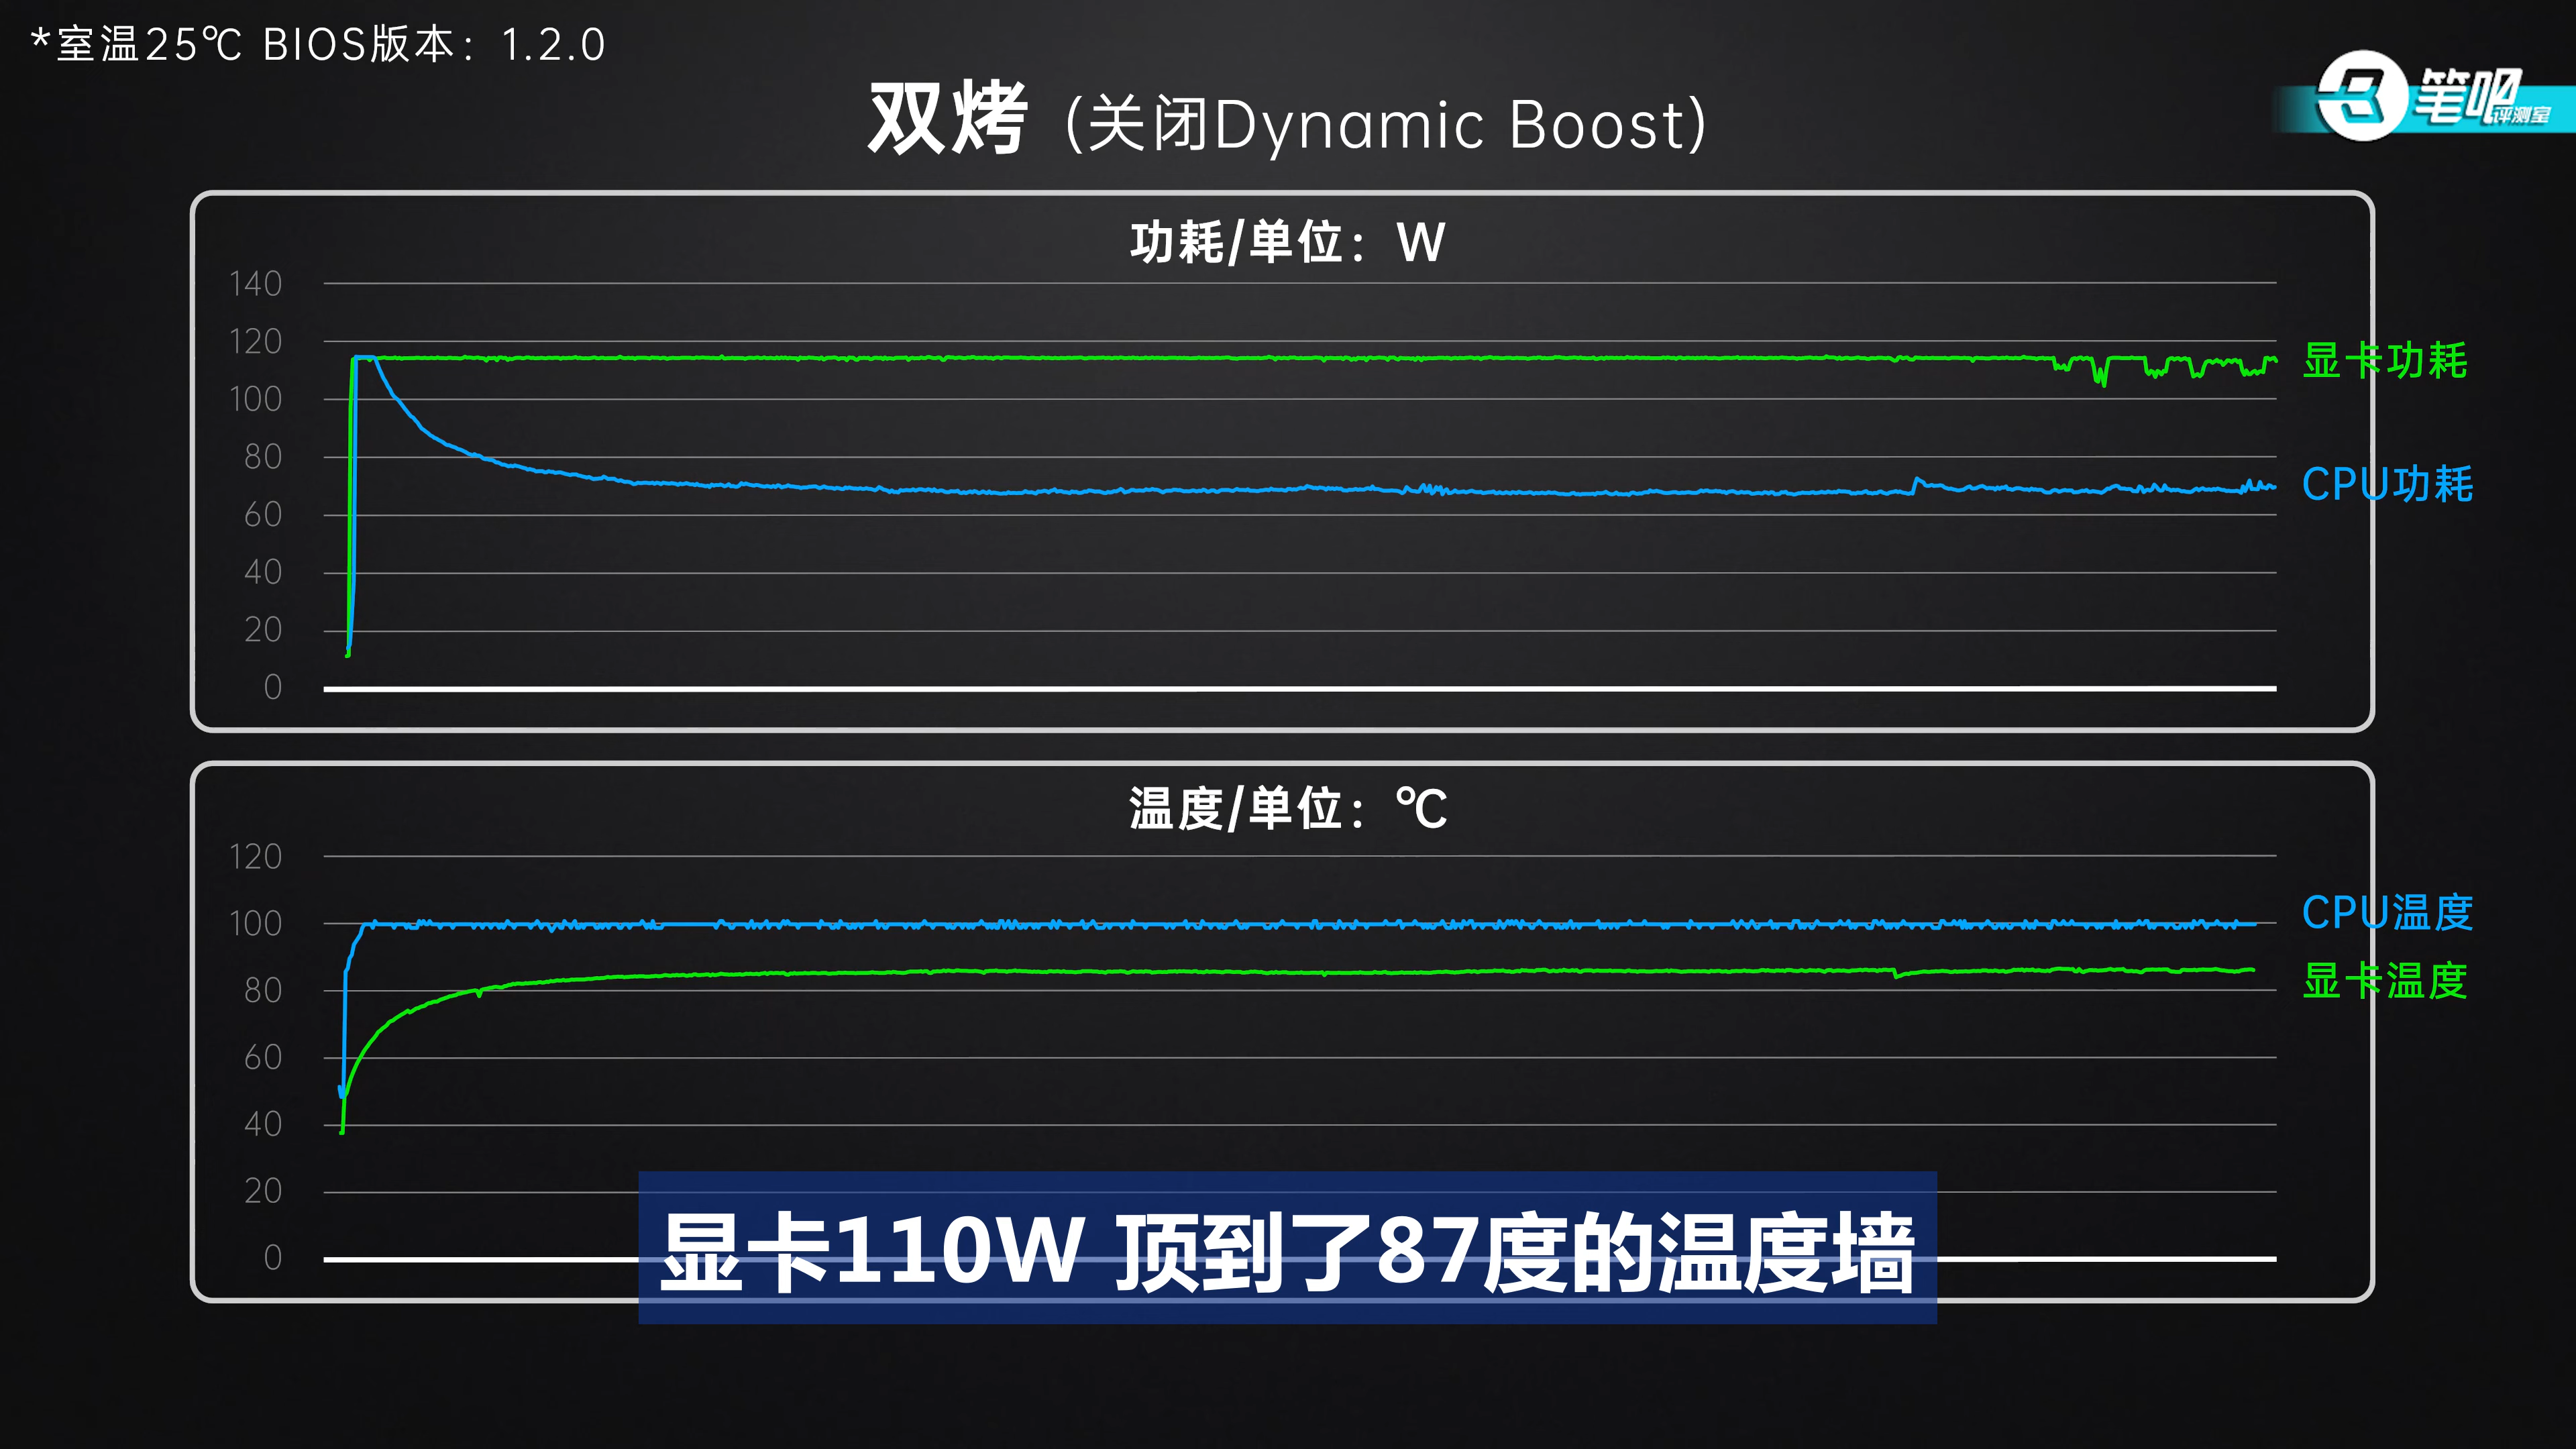 *室温25℃ BIOS版本：1.2.0
笔吧
评测室
双烤 (关闭Dynamic Boost)
功耗/单位：W
140
120
100
80
60
40
20
0
显卡功耗
CPU功耗
温度/单位：℃
120
100
80
60
40
20
0
CPU温度
显卡温度
显卡110W 顶到了87度的温度墙